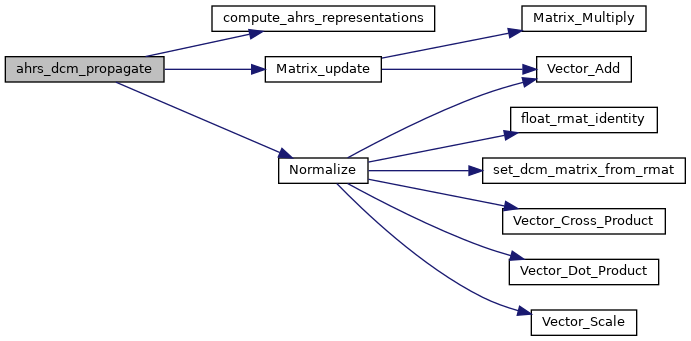 compute_ahrs_representations
Matrix_Multiply
ahrs_dcm_propagate
Matrix_update
Vector_Add
float_rmat_identity
Normalize
set_dcm_matrix_from_rmat
Vector_Cross_Product
Vector_Dot_Product
Vector_Scale